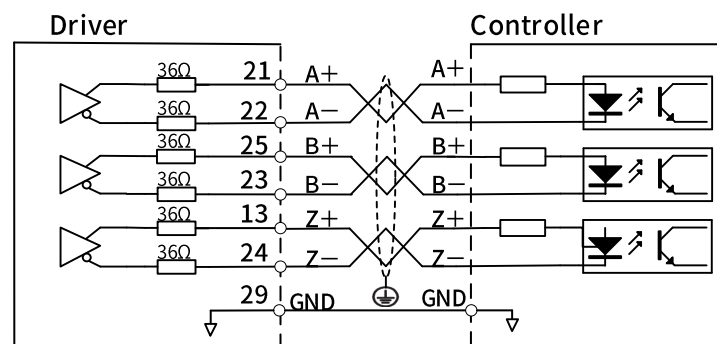 Driver Controller
36Ω 21 A+ A+
36Ω 22 A− A−
36Ω 25 B+ B+
36Ω 23 B− B−
36Ω 13 Z+ Z+
36Ω 24 Z− Z−
29 GND GND